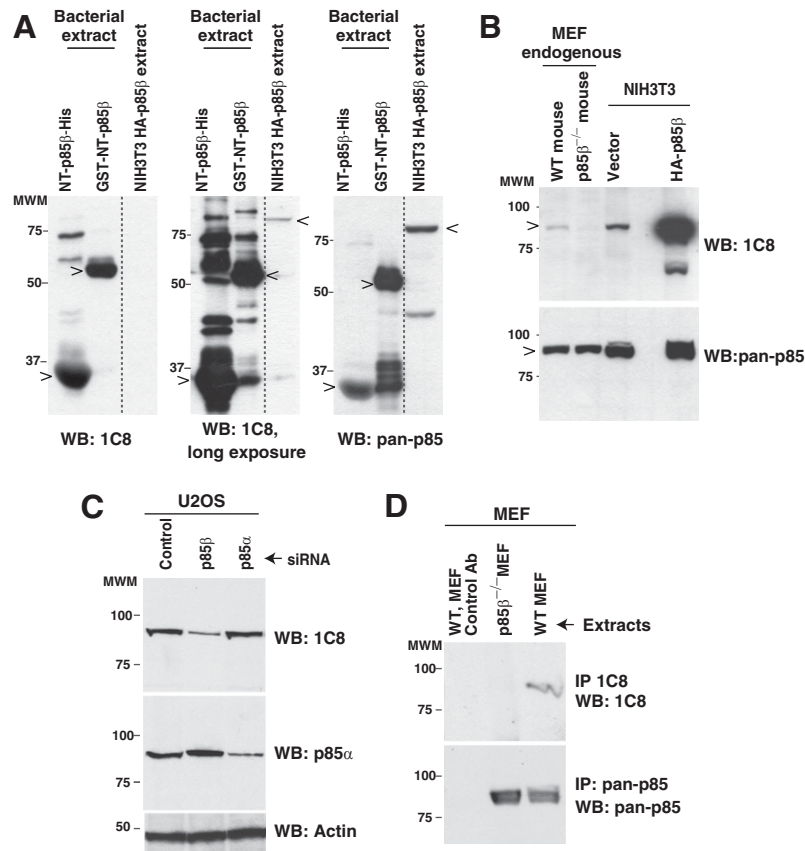 A
Bacterial extract
NT-p85β-His
GST-NT-p85β
NIH3T3 HA-p85β extract
MWM
75-
>
50-
37-
>
WB: 1C8
Bacterial extract
NT-p85β-His
GST-NT-p85β
NIH3T3 HA-p85β extract
<
75-
<
50-
37-
>
WB: 1C8,
long exposure
Bacterial extract
NT-p85β-His
GST-NT-p85β
NIH3T3 HA-p85β extract
<
75-
>
50-
37-
>
WB: pan-p85
B
MEF
endogenous
NIH3T3
WT mouse
p85β−/− mouse
Vector
HA-p85β
MWM
100 -
>
75-
WB: 1C8
100 -
>
75-
WB:pan-p85
C
U2OS
Control
p85β
p85α
← siRNA
MWM
100-
75 -
WB: 1C8
100-
75 -
WB: p85α
50 -
WB: Actin
D
MEF
WT, MEF
Control Ab
p85β−/−MEF
WT MEF
← Extracts
MWM
100-
75 -
IP 1C8
WB: 1C8
100 -
75 -
IP: pan-p85
WB: pan-p85